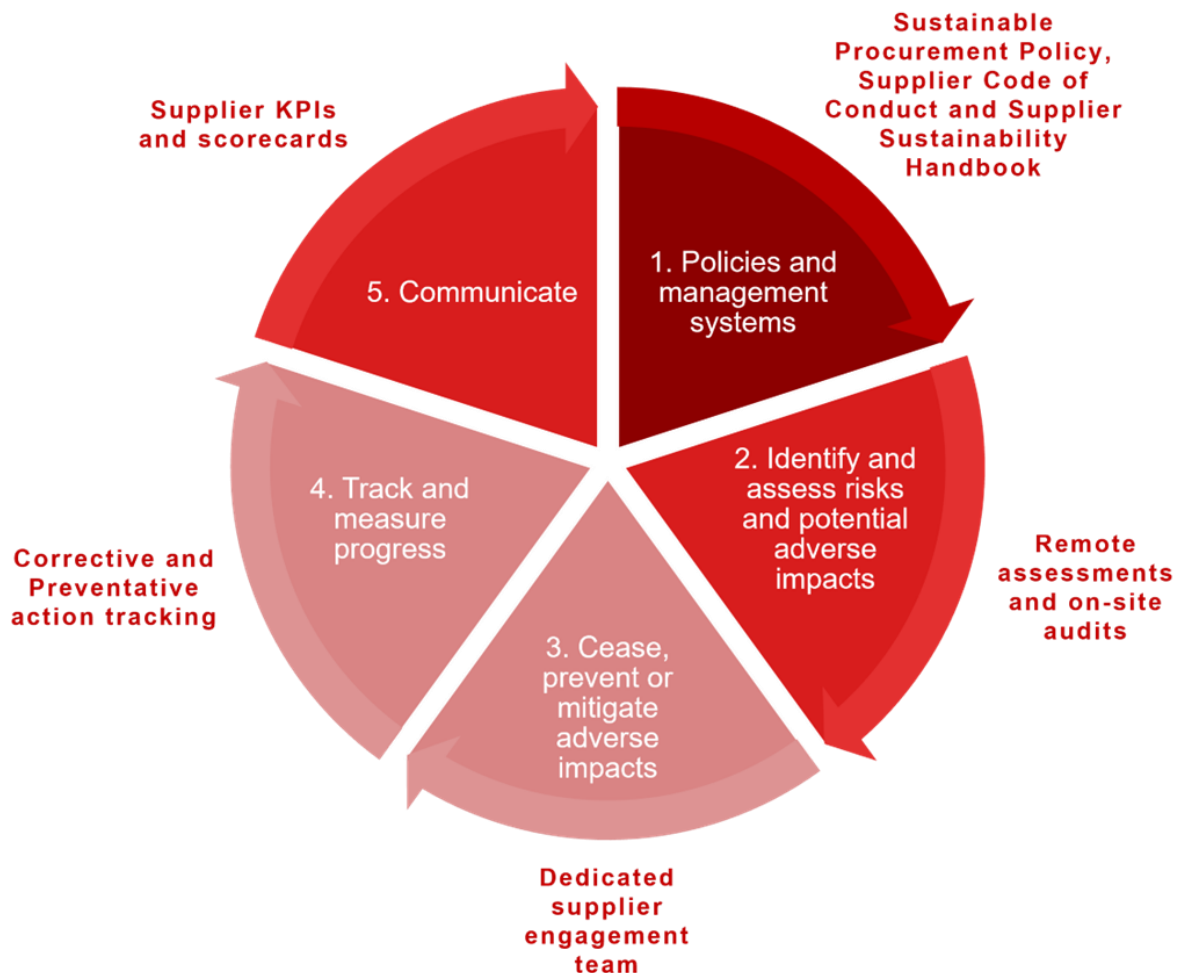 Sustainable
Procurement Policy,
Supplier Code of
Conduct and Supplier
Sustainability
Handbook
1. Policies and
management
systems
2. Identify and
assess risks
and potential
adverse
impacts
Remote
assessments
and on-site
audits
3. Cease,
prevent or
mitigate
adverse
impacts
Dedicated
supplier
engagement
team
4. Track and
measure
progress
Corrective and
Preventative
action tracking
5. Communicate
Supplier KPIs
and scorecards